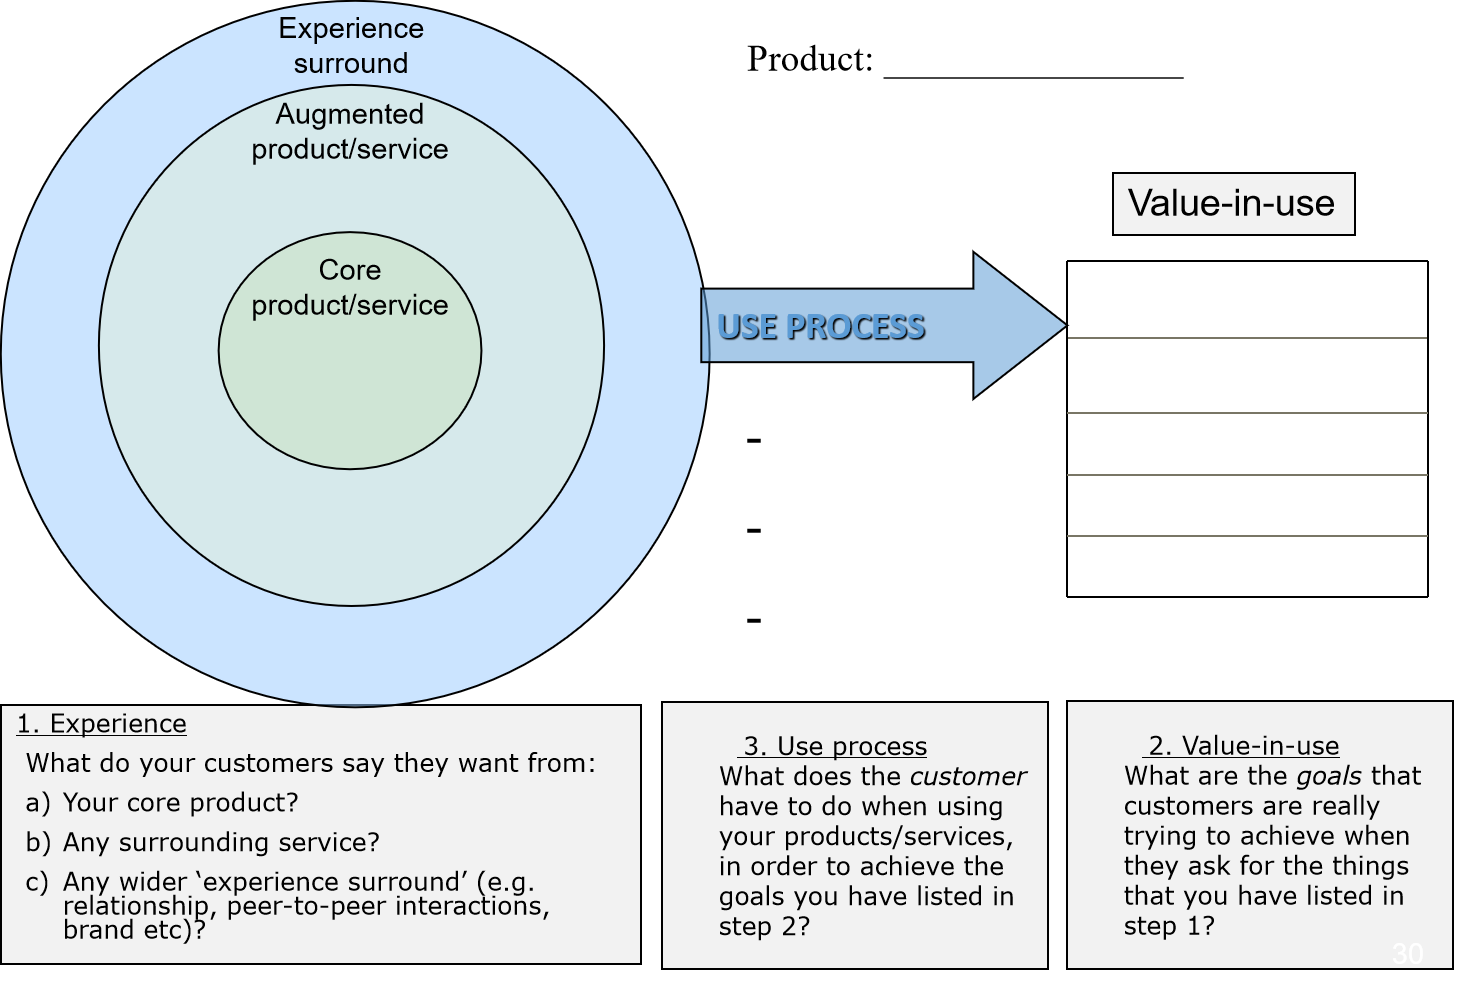 Experience
surround
Augmented
product/service
Core
product/service
Product: ____________________
Value-in-use
USE PROCESS
-
-
-
1. Experience
What do your customers say they want from:
a) Your core product?
b) Any surrounding service?
c) Any wider ‘experience surround’ (e.g.
relationship, peer-to-peer interactions,
brand etc)?
3. Use process
What does the customer
have to do when using
your products/services,
in order to achieve the
goals you have listed in
step 2?
2. Value-in-use
What are the goals that
customers are really
trying to achieve when
they ask for the things
that you have listed in
step 1?
30